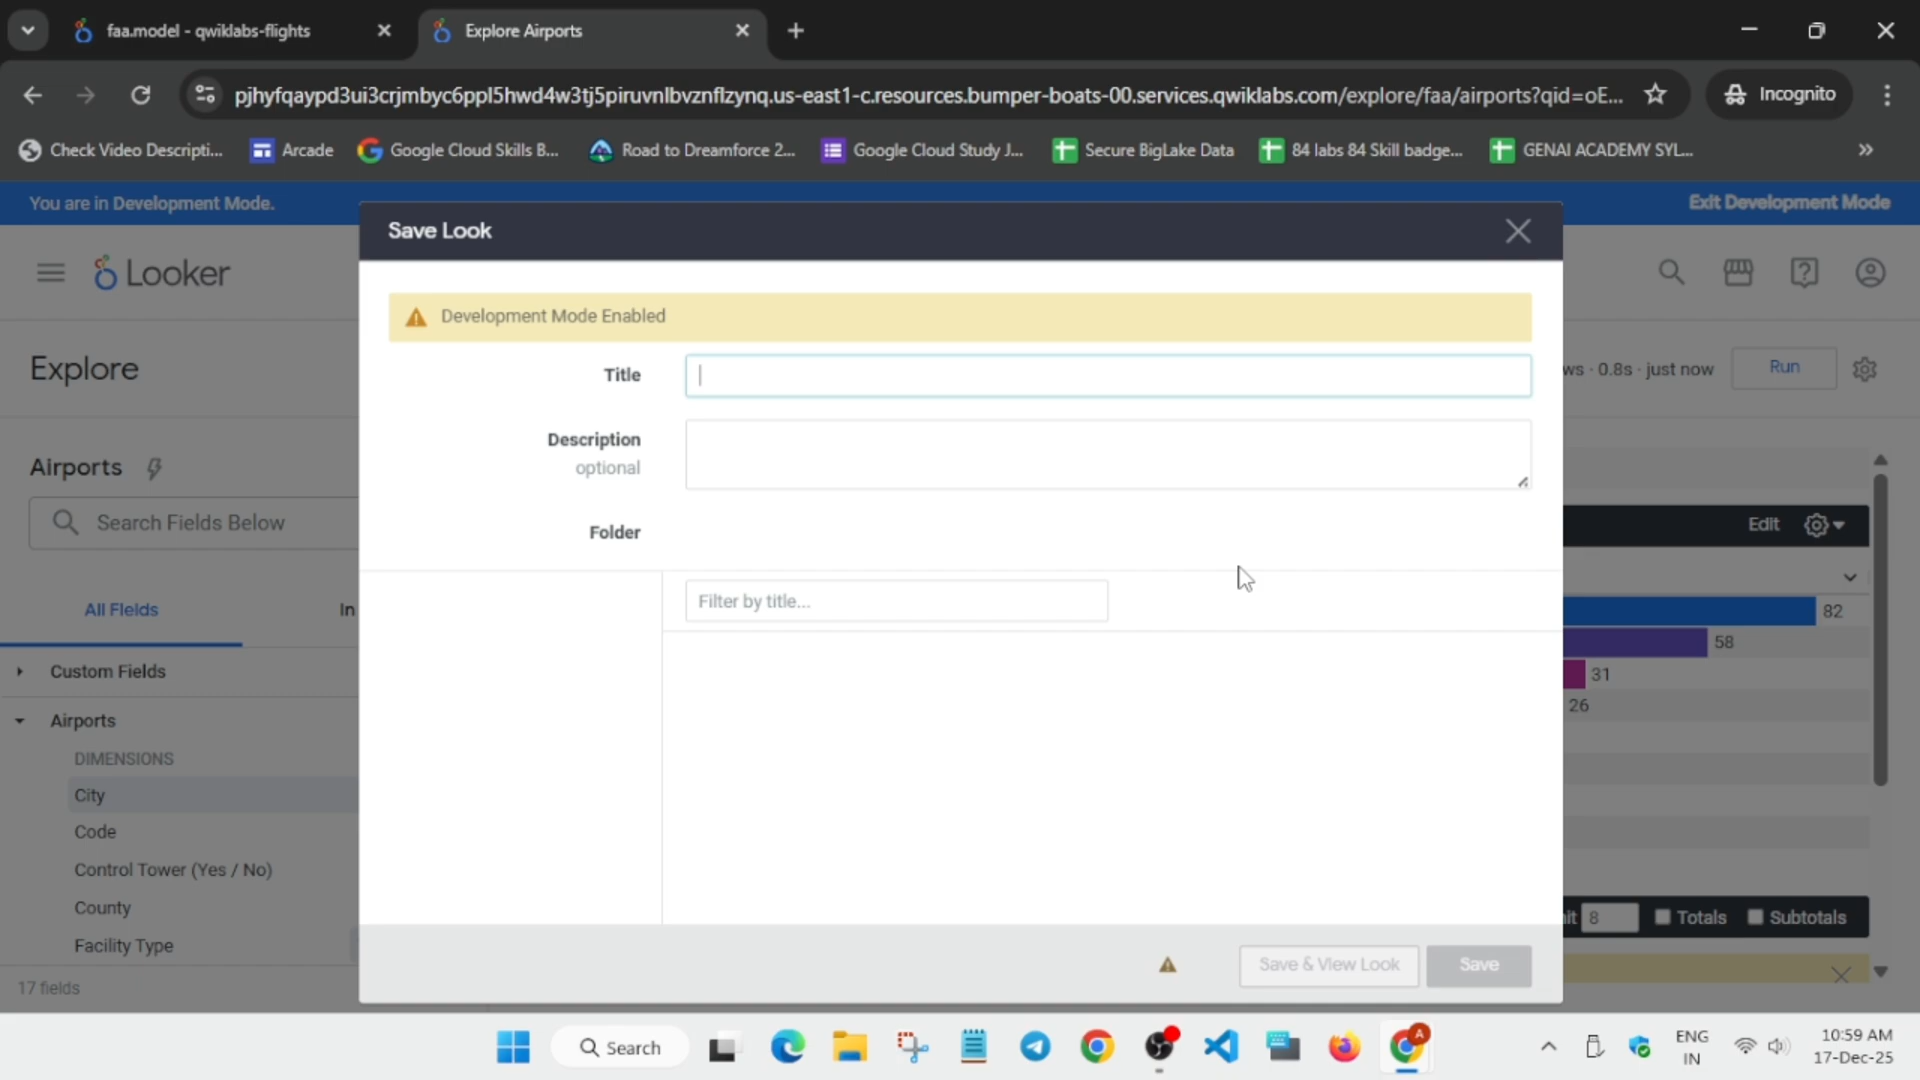 faa.model - qwiklabs-flights
Explore Airports
pjhyfqaypd3ui3crjmbyc6ppl5hwd4w3tj5piruvnlbvznflzynq.us-east1-c.resources.bumper-boats-00.services.qwiklabs.com/explore/faa/airports?qid=oE...
Incognito
Check Video Descripti...
Arcade
Google Cloud Skills B...
Road to Dreamforce 2...
Google Cloud Study J...
Secure BigLake Data
84 labs 84 Skill badge...
GENAI ACADEMY SYL...
You are in Development Mode.
Exit Development Mode
Save Look
Looker
Development Mode Enabled
Explore
Title
ws · 0.8s · just now
Run
Description
optional
Airports
Search Fields Below
Folder
Edit
All Fields
In
Filter by title...
82
58
31
26
Custom Fields
Airports
DIMENSIONS
City
Code
Control Tower (Yes / No)
County
Facility Type
it 8
Totals
Subtotals
17 fields
Save & View Look
Save
Search
A
ENG
IN
10:59 AM
17-Dec-25